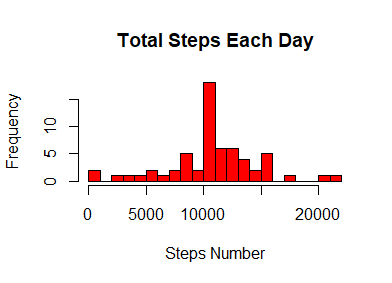 Total Steps Each Day
Frequency
10
5
0
0 5000 10000 20000
Steps Number